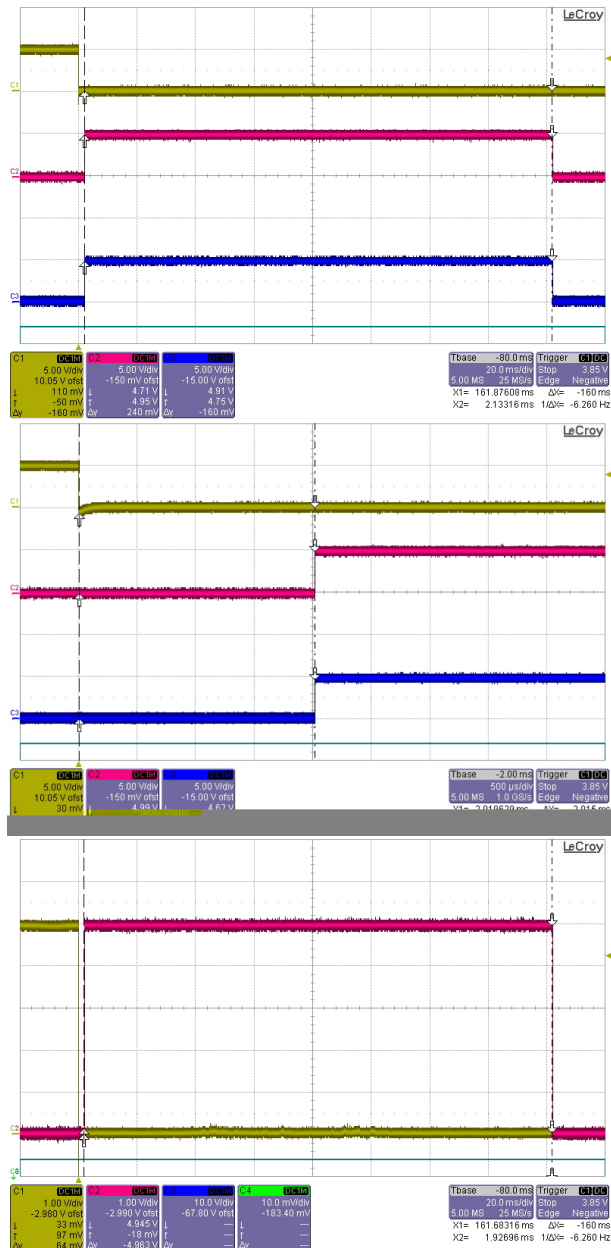 LeCroy
C1
C2
C3
C1 DC1M C2 DC1M C3 DC1M Tbase -80.0 ms Trigger C1 DC
5.00 V/div 5.00 V/div 5.00 V/div 20.0 ms/div Stop 3.85 V
10.05 V ofst -150 mV ofst -15.00 V ofst 5.00 MS 25 MS/s Edge Negative
↓ 110 mV ↓ 4.71 V ↓ 4.91 V X1= 161.87608 ms ΔX= -160 ms
↑ -50 mV ↑ 4.95 V ↑ 4.75 V X2= 2.13316 ms 1/ΔX= -6.260 Hz
Δy -160 mV Δy 240 mV Δy -160 mV
LeCroy
C1
C2
C3
C1 DC1M C2 DC1M C3 DC1M Tbase -2.00 ms Trigger C1 DC
5.00 V/div 5.00 V/div 5.00 V/div 500 µs/div Stop 3.85 V
10.05 V ofst -150 mV ofst -15.00 V ofst 5.00 MS 1.0 GS/s Edge Negative
↓ 30 mV ↓ 4.99 V ↓ 4.62 V
LeCroy
C2
C3
C1 DC1M C2 DC1M C3 DC1M C4 DC1M Tbase -80.0 ms Trigger C1 DC
1.00 V/div 1.00 V/div 10.0 V/div 10.0 mV/div 20.0 ms/div Stop 3.85 V
-2.980 V ofst -2.990 V ofst -67.80 V ofst -183.40 mV 5.00 MS 25 MS/s Edge Negative
↓ 33 mV ↓ 4.945 V ↓ --- ↓ --- X1= 161.68316 ms ΔX= -160 ms
↑ 97 mV ↑ -18 mV ↑ --- ↑ --- X2= 1.92696 ms 1/ΔX= -6.260 Hz
Δy 64 mV Δy -4.963 V Δy --- Δy ---